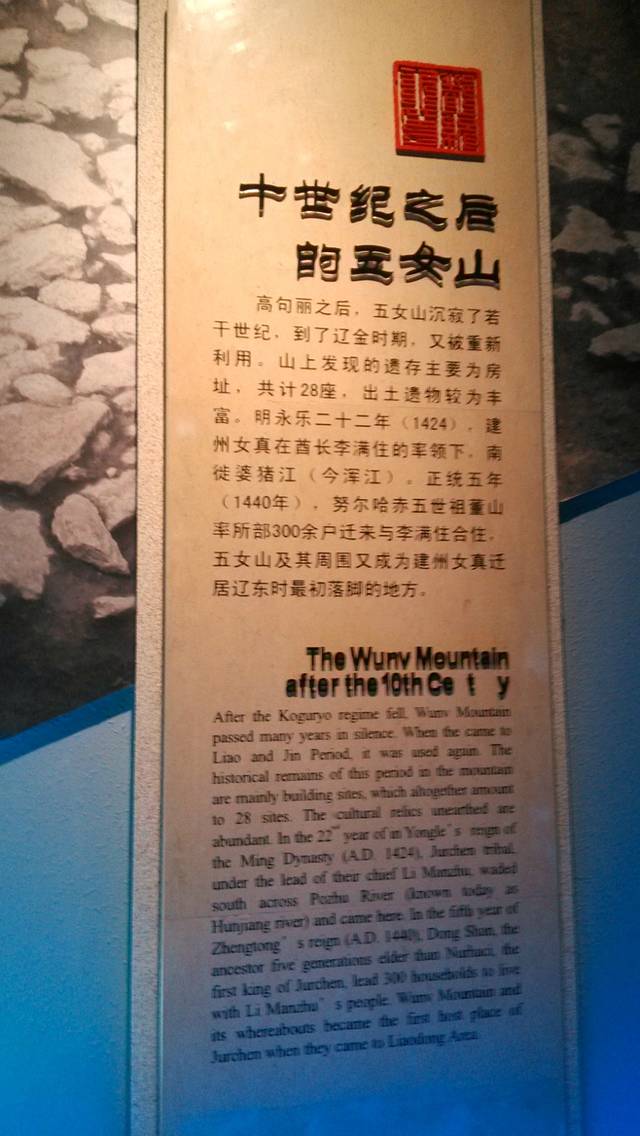 十世纪之后
的五女山
高句丽之后，五女山沉寂了若
干世纪，到了辽金时期，又被重新
利用。山上发现的遗存主要为房
址，共计28座，出土遗物较为丰
富。明永乐二十二年（1424），建
州女真在酋长李满住的率领下，南
徙婆猪江（今浑江）。正统五年
（1440年），努尔哈赤五世祖董山
率所部300余户迁来与李满住合住，
五女山及其周围又成为建州女真迁
居辽东时最初落脚的地方。
The Wunv Mountain
after the 10th Ce t y
After the Koguryo regime fell, Wunv Mountain
passed many years in silence. When the came to
Liao and Jin Period, it was used again. The
historical remains of this period in the mountain
are mainly building sites, which altogether amount
to 28 sites. The cultural relics unearthed are
abundant. In the 22nd year of in Yongle's reign of
the Ming Dynasty (A.D. 1424), Jurchen tribal,
under the lead of their chief Li Manzhu, waded
south across Pozhu River (known today as
Hunjiang river) and came here. In the fifth year of
Zhengtong" s reign (A.D. 1440), Dong Shan, the
ancestor five generations elder than Nurhaci, the
first king of Jurchen, lead 300 households to live
with Li Manzhu's people. Wunv Mountain and
its whereabouts became the first host place of
Jurchen when they came to Liaodong Area.